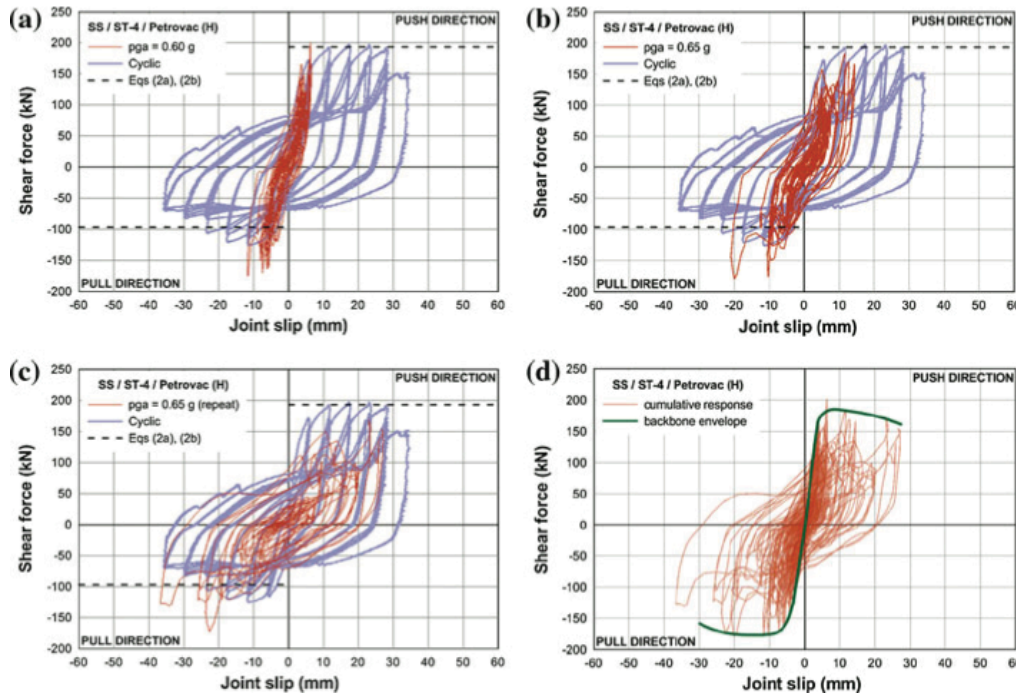 (a)
SS / ST-4 / Petrovac (H)
PUSH DIRECTION
pga = 0.60 g
Cyclic
Eqs (2a), (2b)
PULL DIRECTION
Shear force (kN)
250
200
150
100
50
0
-50
-100
-150
-200
-60 -50 -40 -30 -20 -10 0 10 20 30 40 50 60
Joint slip (mm)
(b)
SS / ST-4 / Petrovac (H)
PUSH DIRECTION
pga = 0.65 g
Cyclic
Eqs (2a), (2b)
PULL DIRECTION
Shear force (kN)
250
200
150
100
50
0
-50
-100
-150
-200
-60 -50 -40 -30 -20 -10 0 10 20 30 40 50 60
Joint slip (mm)
(c)
SS / ST-4 / Petrovac (H)
PUSH DIRECTION
pga = 0.65 g (repeat)
Cyclic
Eqs (2a), (2b)
PULL DIRECTION
Shear force (kN)
250
200
150
100
50
0
-50
-100
-150
-200
-60 -50 -40 -30 -20 -10 0 10 20 30 40 50 60
Joint slip (mm)
(d)
SS / ST-4 / Petrovac (H)
PUSH DIRECTION
cumulative response
backbone envelope
PULL DIRECTION
Shear force (kN)
250
200
150
100
50
0
-50
-100
-150
-200
-60 -50 -40 -30 -20 -10 0 10 20 30 40 50 60
Joint slip (mm)